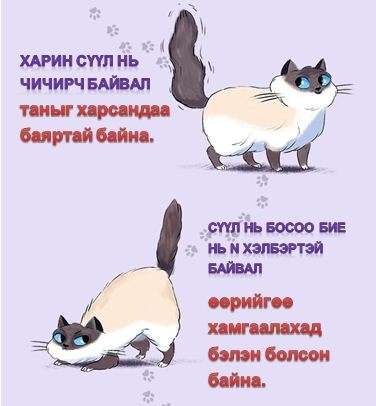 ХАРИН СҮҮЛ НЬ
ЧИЧИРЧ БАЙВАЛ
таныг харсандаа
баяртай байна.
СҮҮЛ НЬ БОСОО БИЕ
НЬ N ХЭЛБЭРТЭЙ
БАЙВАЛ
өөрийгөө
хамгаалахад
бэлэн болсон
байна.